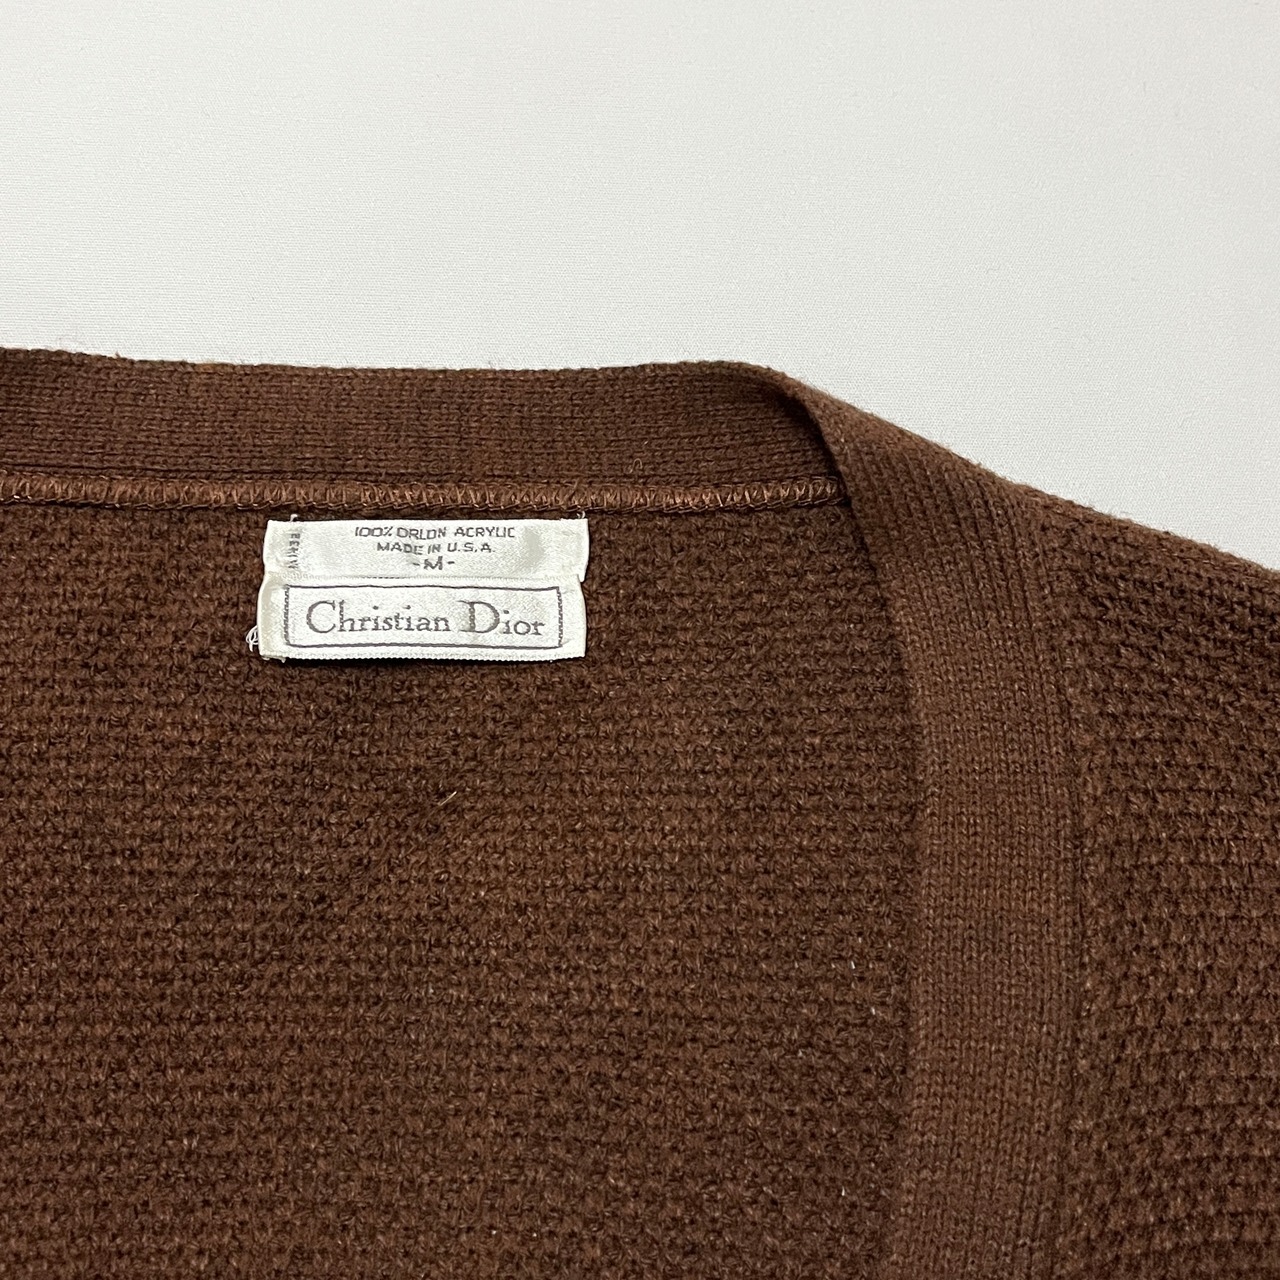 100% ORLON ACRYLIC
MADE IN U.S.A.
-M-
Christian Dior